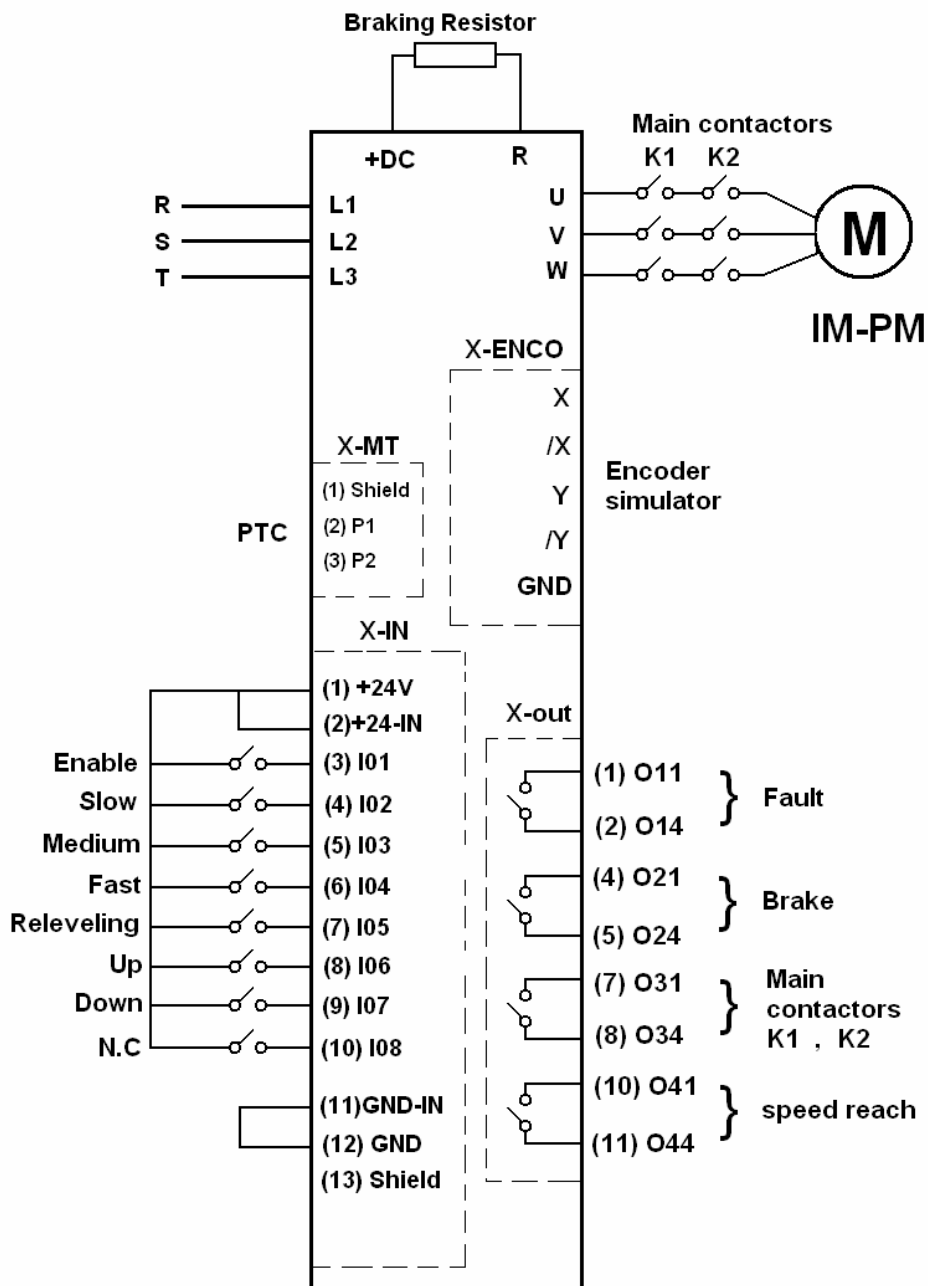 Braking Resistor
Main contactors
K1 K2
+DC R
R L1 U
S L2 V
T L3 W
M
IM-PM
X-ENCO
X
/X
Y
/Y
GND
Encoder
simulator
X-MT
(1) Shield
(2) P1
(3) P2
PTC
X-IN
(1) +24V
(2)+24-IN
Enable (3) I01
Slow (4) I02
Medium (5) I03
Fast (6) I04
Releveling (7) I05
Up (8) I06
Down (9) I07
N.C (10) I08
(11)GND-IN
(12) GND
(13) Shield
X-out
(1) O11
(2) O14
} Fault
(4) O21
(5) O24
} Brake
(7) O31
(8) O34
} Main
contactors
K1 , K2
(10) O41
(11) O44
} speed reach